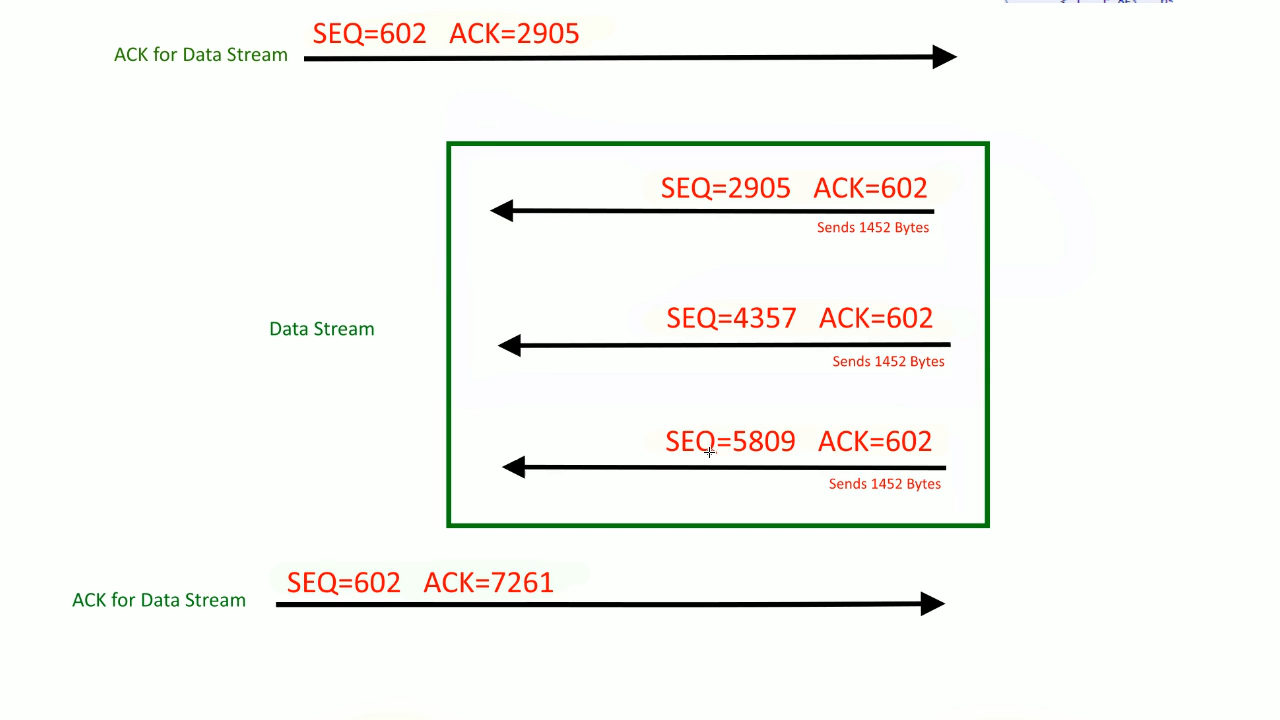 SEQ=602 ACK=2905
ACK for Data Stream
SEQ=2905 ACK=602
Sends 1452 Bytes
SEQ=4357 ACK=602
Data Stream
Sends 1452 Bytes
SEQ=5809 ACK=602
Sends 1452 Bytes
SEQ=602 ACK=7261
ACK for Data Stream